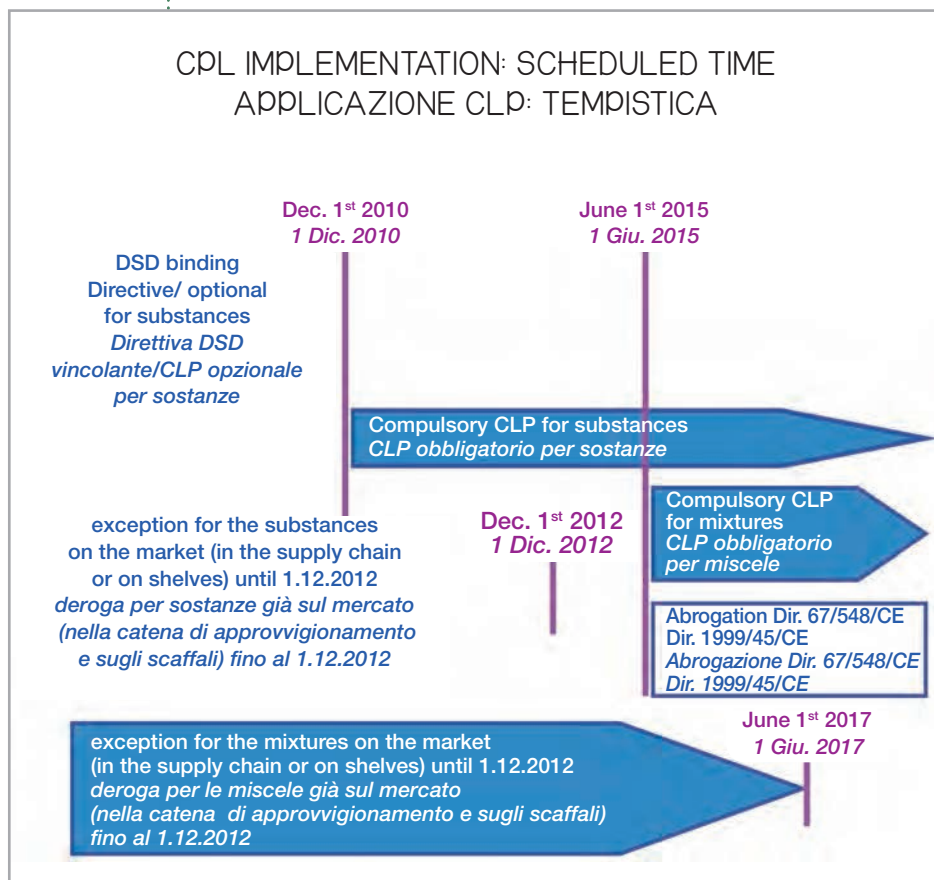 CPL IMPLEMENTATION: SCHEDULED TIME
APPLICAZIONE CLP: TEMPISTICA
Dec. 1st 2010
1 Dic. 2010
June 1st 2015
1 Giu. 2015
DSD binding
Directive/ optional
for substances
Direttiva DSD
vincolante/CLP opzionale
per sostanze
Compulsory CLP for substances
CLP obbligatorio per sostanze
exception for the substances
on the market (in the supply chain
or on shelves) until 1.12.2012
deroga per sostanze già sul mercato
(nella catena di approvvigionamento
e sugli scaffali) fino al 1.12.2012
Dec. 1st 2012
1 Dic. 2012
Compulsory CLP
for mixtures
CLP obbligatorio
per miscele
Abrogation Dir. 67/548/CE
Dir. 1999/45/CE
Abrogazione Dir. 67/548/CE
Dir. 1999/45/CE
June 1st 2017
1 Giu. 2017
exception for the mixtures on the market
(in the supply chain or on shelves) until 1.12.2012
deroga per le miscele già sul mercato
(nella catena di approvvigionamento e sugli scaffali)
fino al 1.12.2012